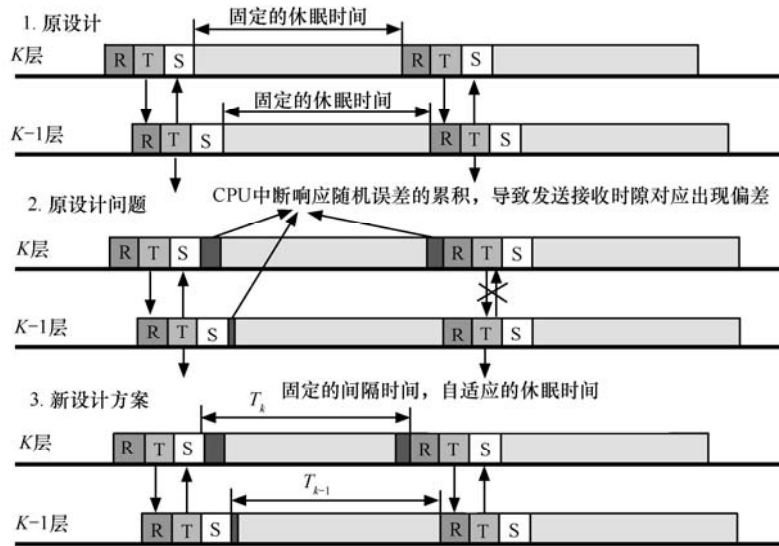 1. 原设计
固定的休眠时间
K层
R T S R T S
固定的休眠时间
K−1层
R T S R T S
2. 原设计问题
CPU中断响应随机误差的累积，导致发送接收时隙对应出现偏差
K层
R T S R T S
K−1层
R T S R T S
3. 新设计方案
Tk
固定的间隔时间，自适应的休眠时间
K层
R T S R T S
Tk−1
K−1层
R T S R T S